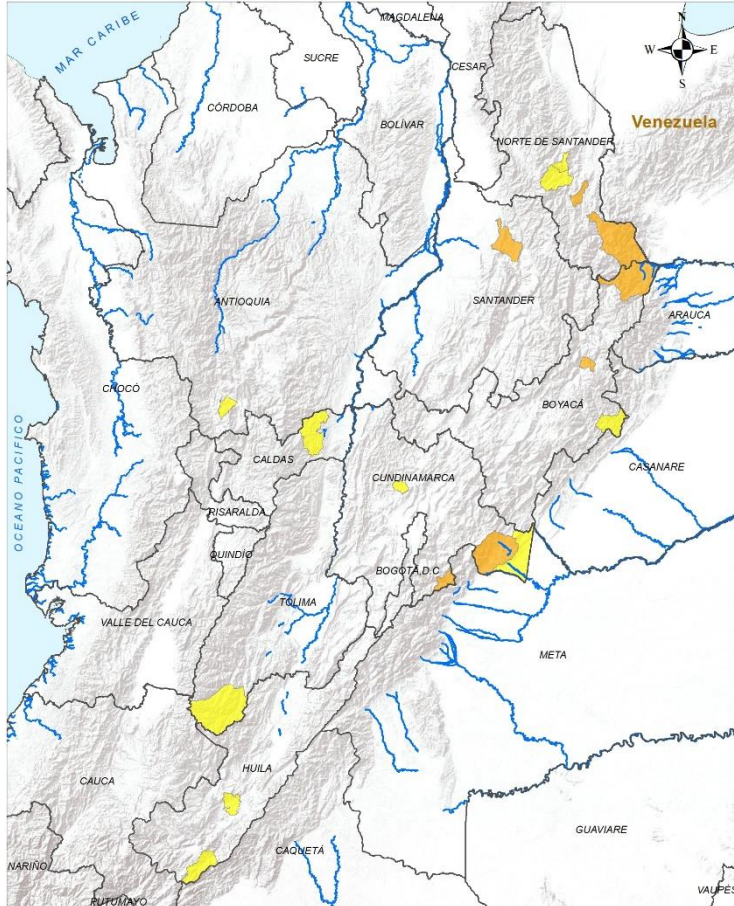 MAGDALENA
N
MAR CARIBE
SUCRE
CESAR
W
E
S
CÓRDOBA
BOLÍVAR
Venezuela
NORTE DE SANTANDER
ANTIOQUIA
SANTANDER
ARAUCA
CHOCÓ
BOYACÁ
OCEANO PACIFICO
CALDAS
CUNDINAMARCA
CASANARE
RISARALDA
QUINDÍO
BOGOTÁ, D.C
TOLIMA
VALLE DEL CAUCA
META
HUILA
CAUCA
GUAVIARE
CAQUETÁ
NARIÑO
VAUPÉS
PUTUMAYO